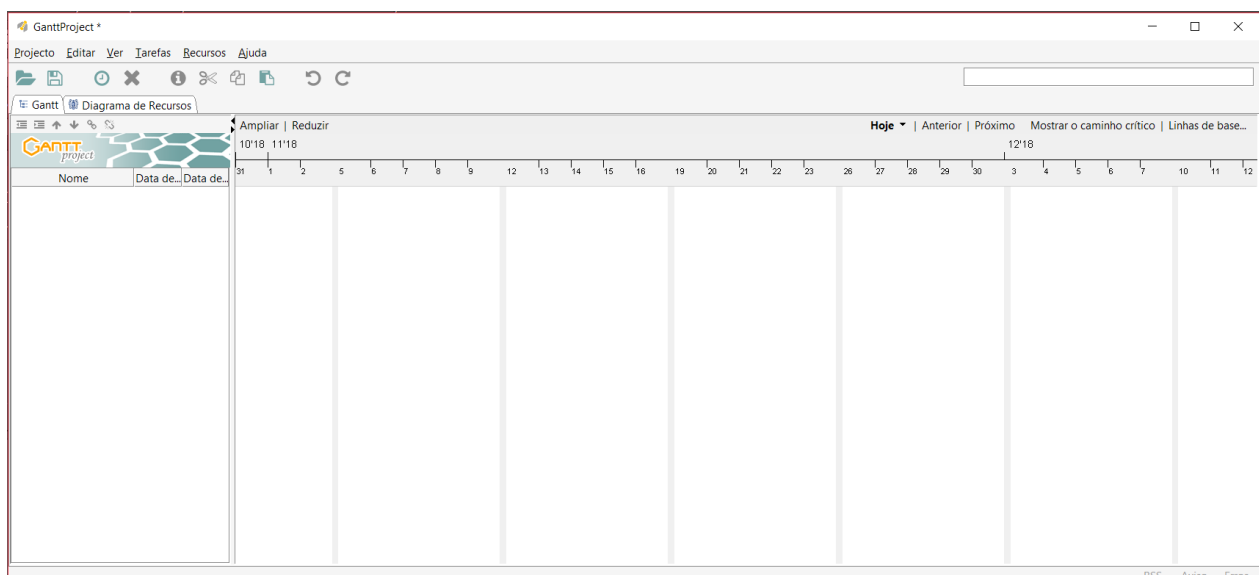 GanttProject *
Projecto Editar Ver Tarefas Recursos Ajuda
Gantt Diagrama de Recursos
Ampliar | Reduzir Hoje | Anterior | Próximo Mostrar o caminho crítico | Linhas de base...
GANTT project
10'18 11'18 12'18
Nome Data de... Data de...
31 1 2 5 6 7 8 9 12 13 14 15 16 19 20 21 22 23 26 27 28 29 30 3 4 5 6 7 10 11 12